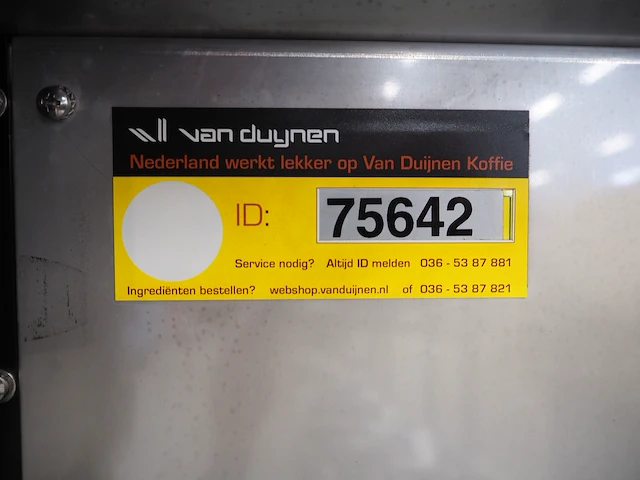 van duijnen
Nederland werkt lekker op Van Duijnen Koffie
ID: 75642
Service nodig? Altijd ID melden 036 - 53 87 881
Ingrediënten bestellen? webshop.vanduijnen.nl of 036 - 53 87 821